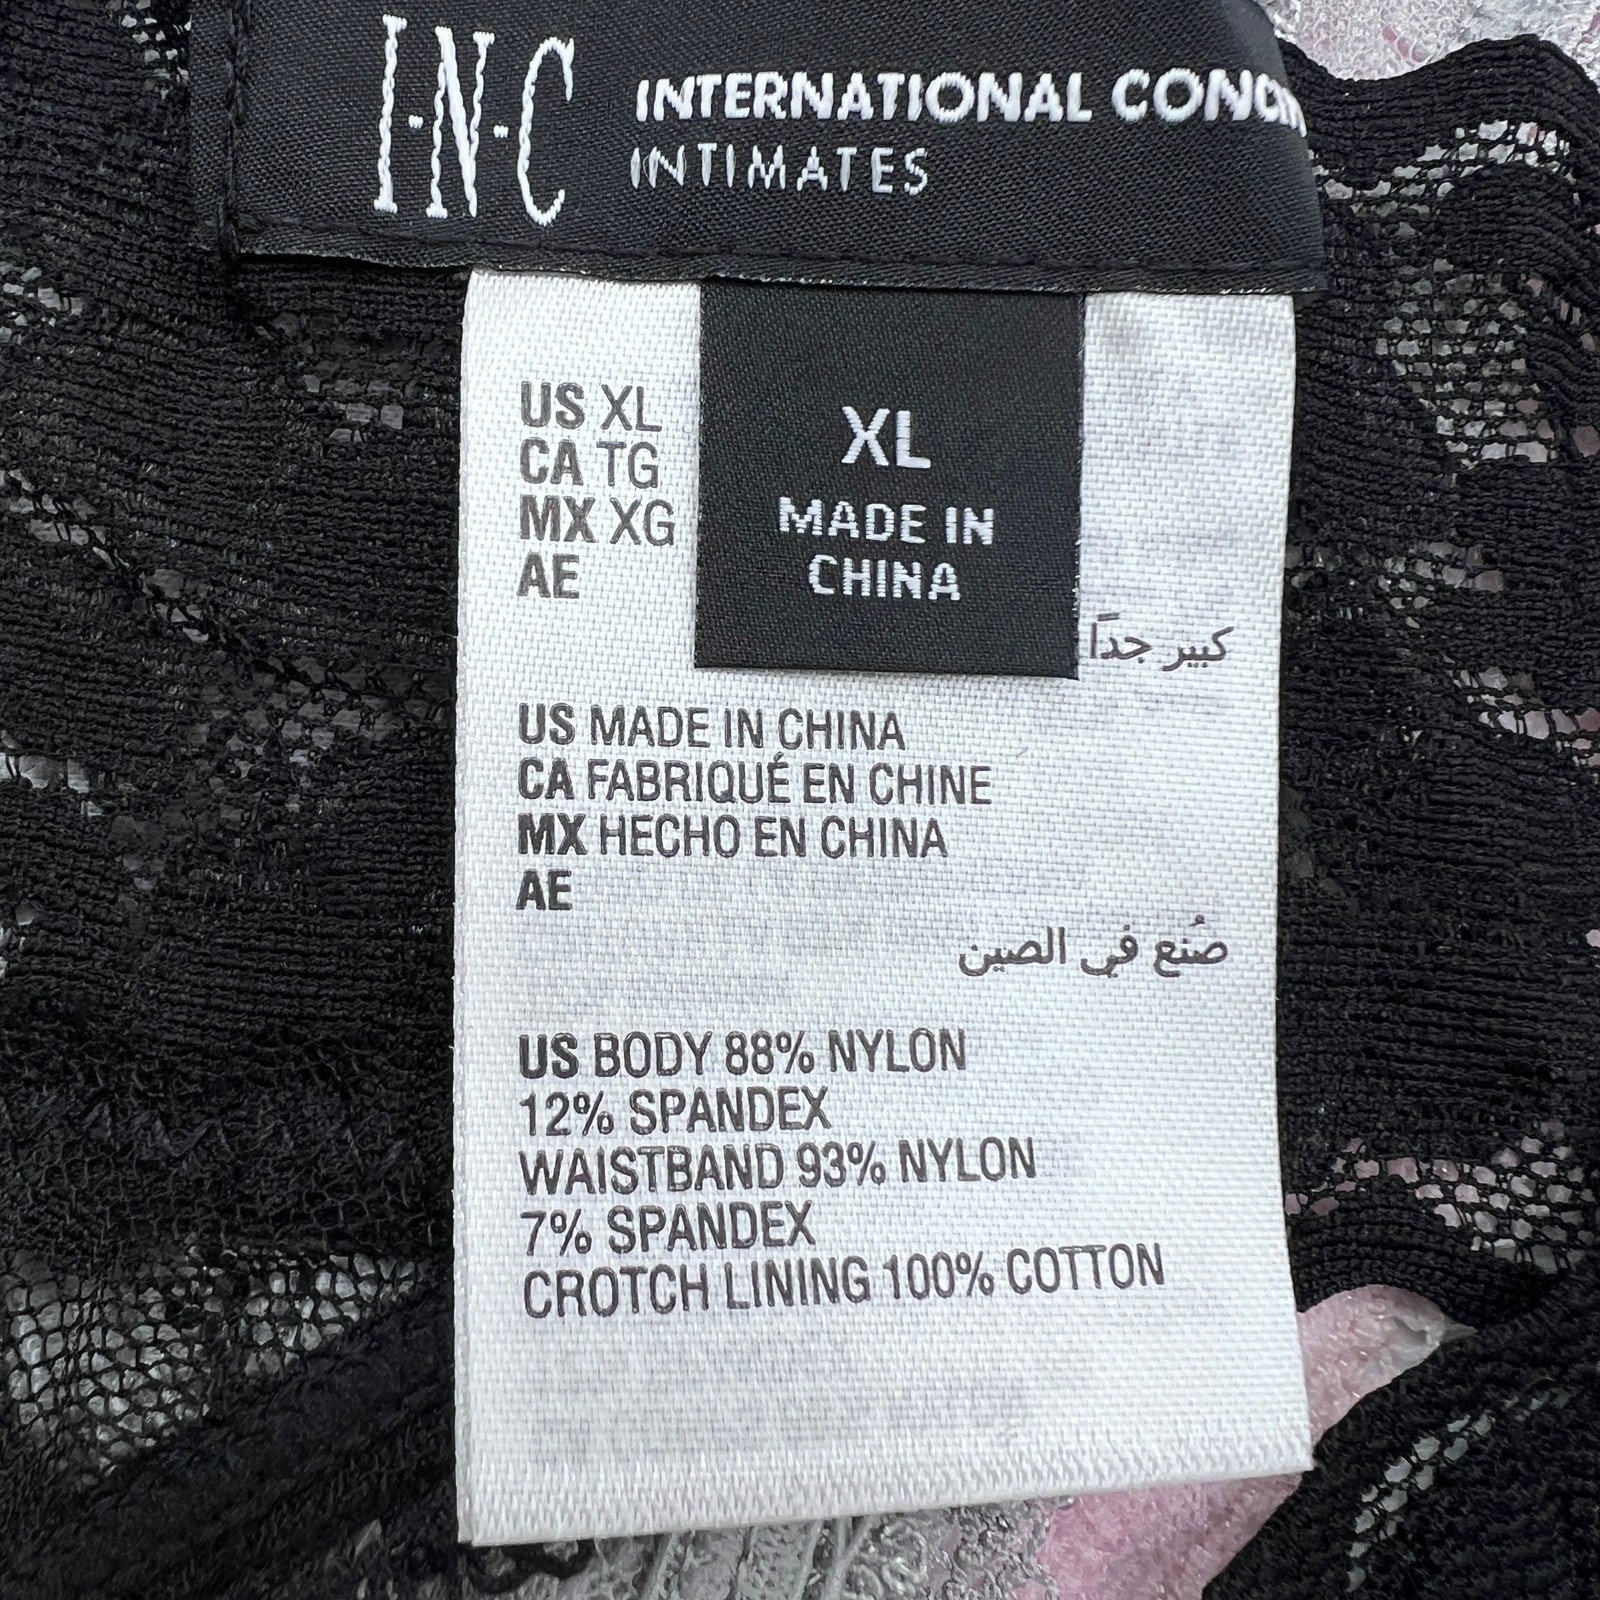 I·N·C INTERNATIONAL
INTIMATES
XL
MADE IN
CHINA
US XL
CA TG
MX XG
AE
كبير جداً
US MADE IN CHINA
CA FABRIQUÉ EN CHINE
MX HECHO EN CHINA
AE
صُنع في الصين
US BODY 88% NYLON
12% SPANDEX
WAISTBAND 93% NYLON
7% SPANDEX
CROTCH LINING 100% COTTON